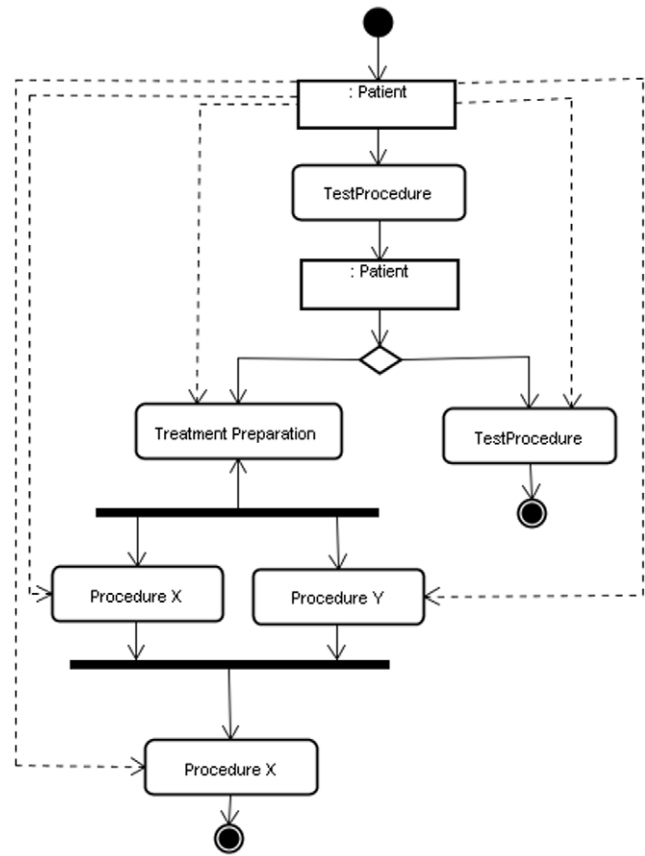 : Patient
TestProcedure
: Patient
Treatment Preparation
TestProcedure
Procedure X
Procedure Y
Procedure X